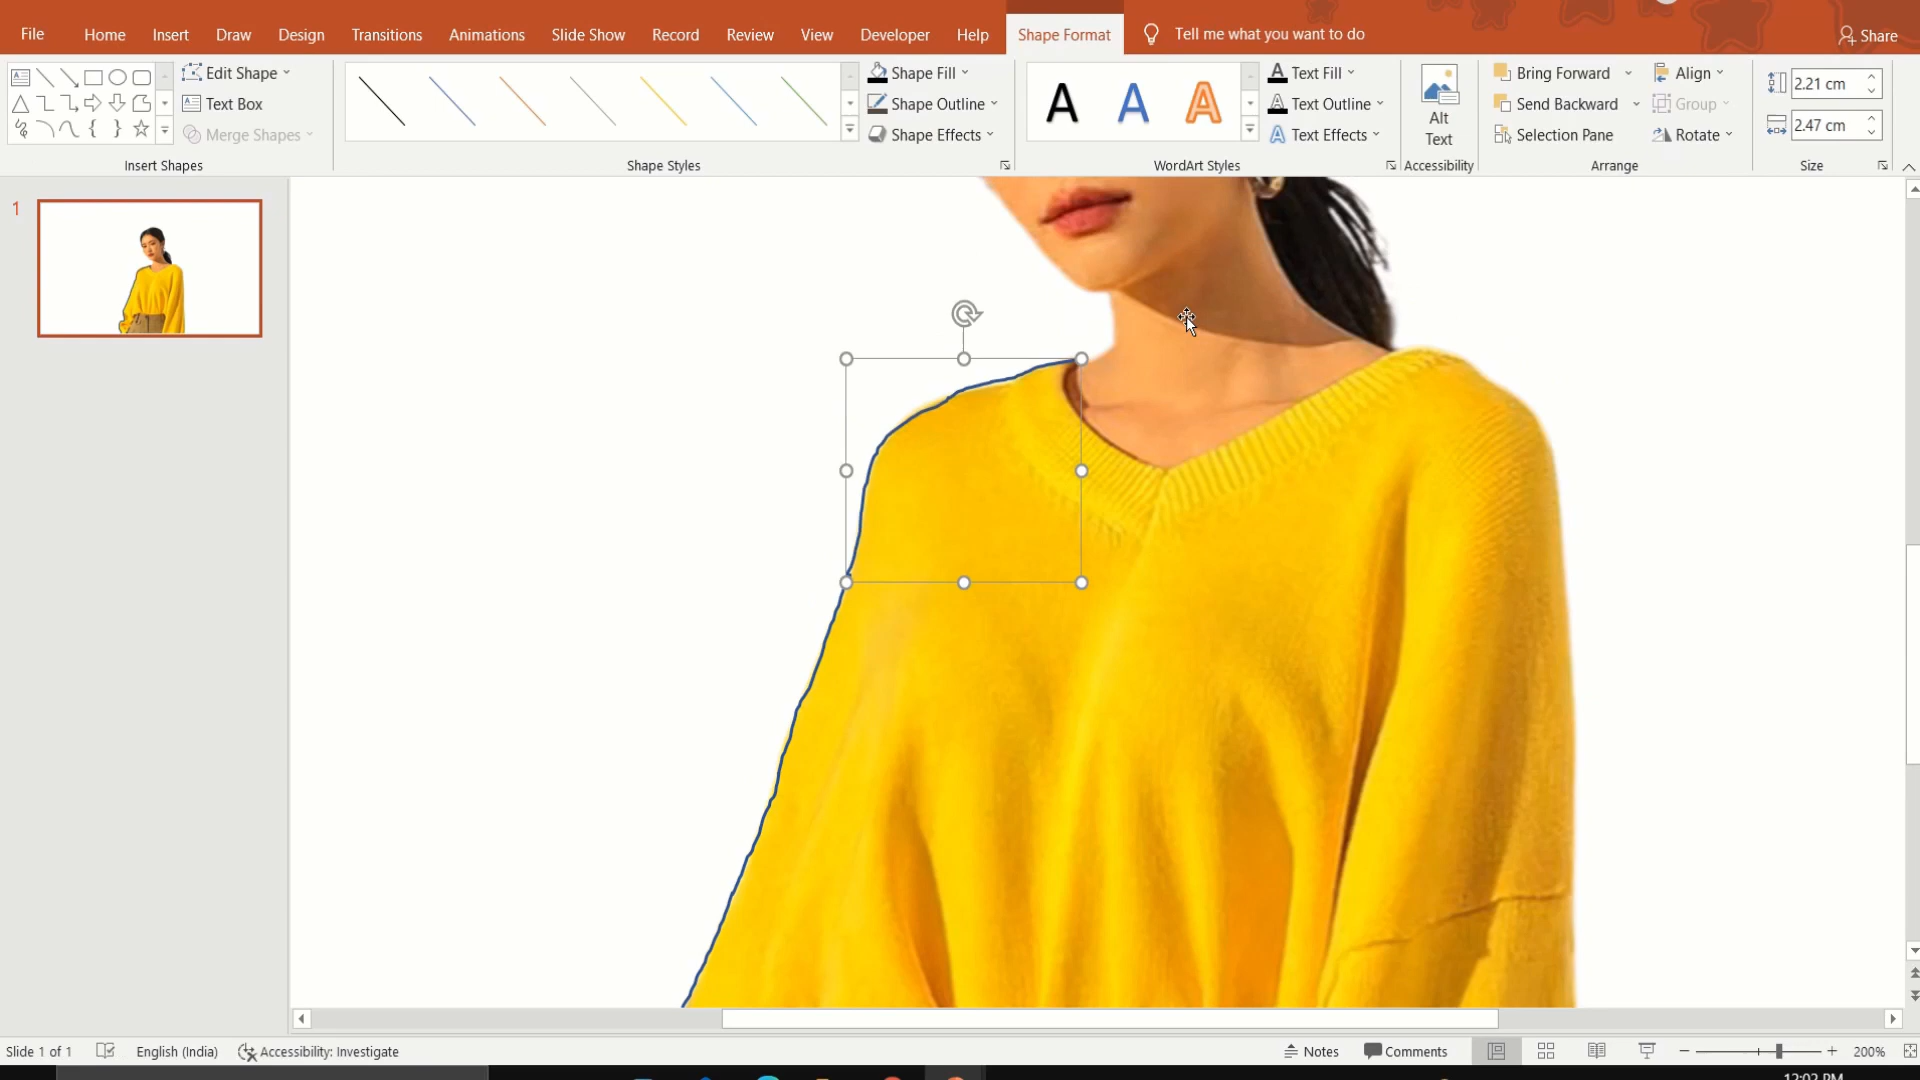 File Home Insert Draw Design Transitions Animations Slide Show Record Review View Developer Help Shape Format Tell me what you want to do Share
Edit Shape
Text Box
Merge Shapes
Insert Shapes
Shape Styles
Shape Fill
Shape Outline
Shape Effects
A A A
WordArt Styles
A Text Fill
A Text Outline
A Text Effects
Alt
Text
Accessibility
Bring Forward
Send Backward
Selection Pane
Align
Group
Rotate
Arrange
2.21 cm
2.47 cm
Size
1
Slide 1 of 1 English (India) Accessibility: Investigate Notes Comments 200%
12:02 PM